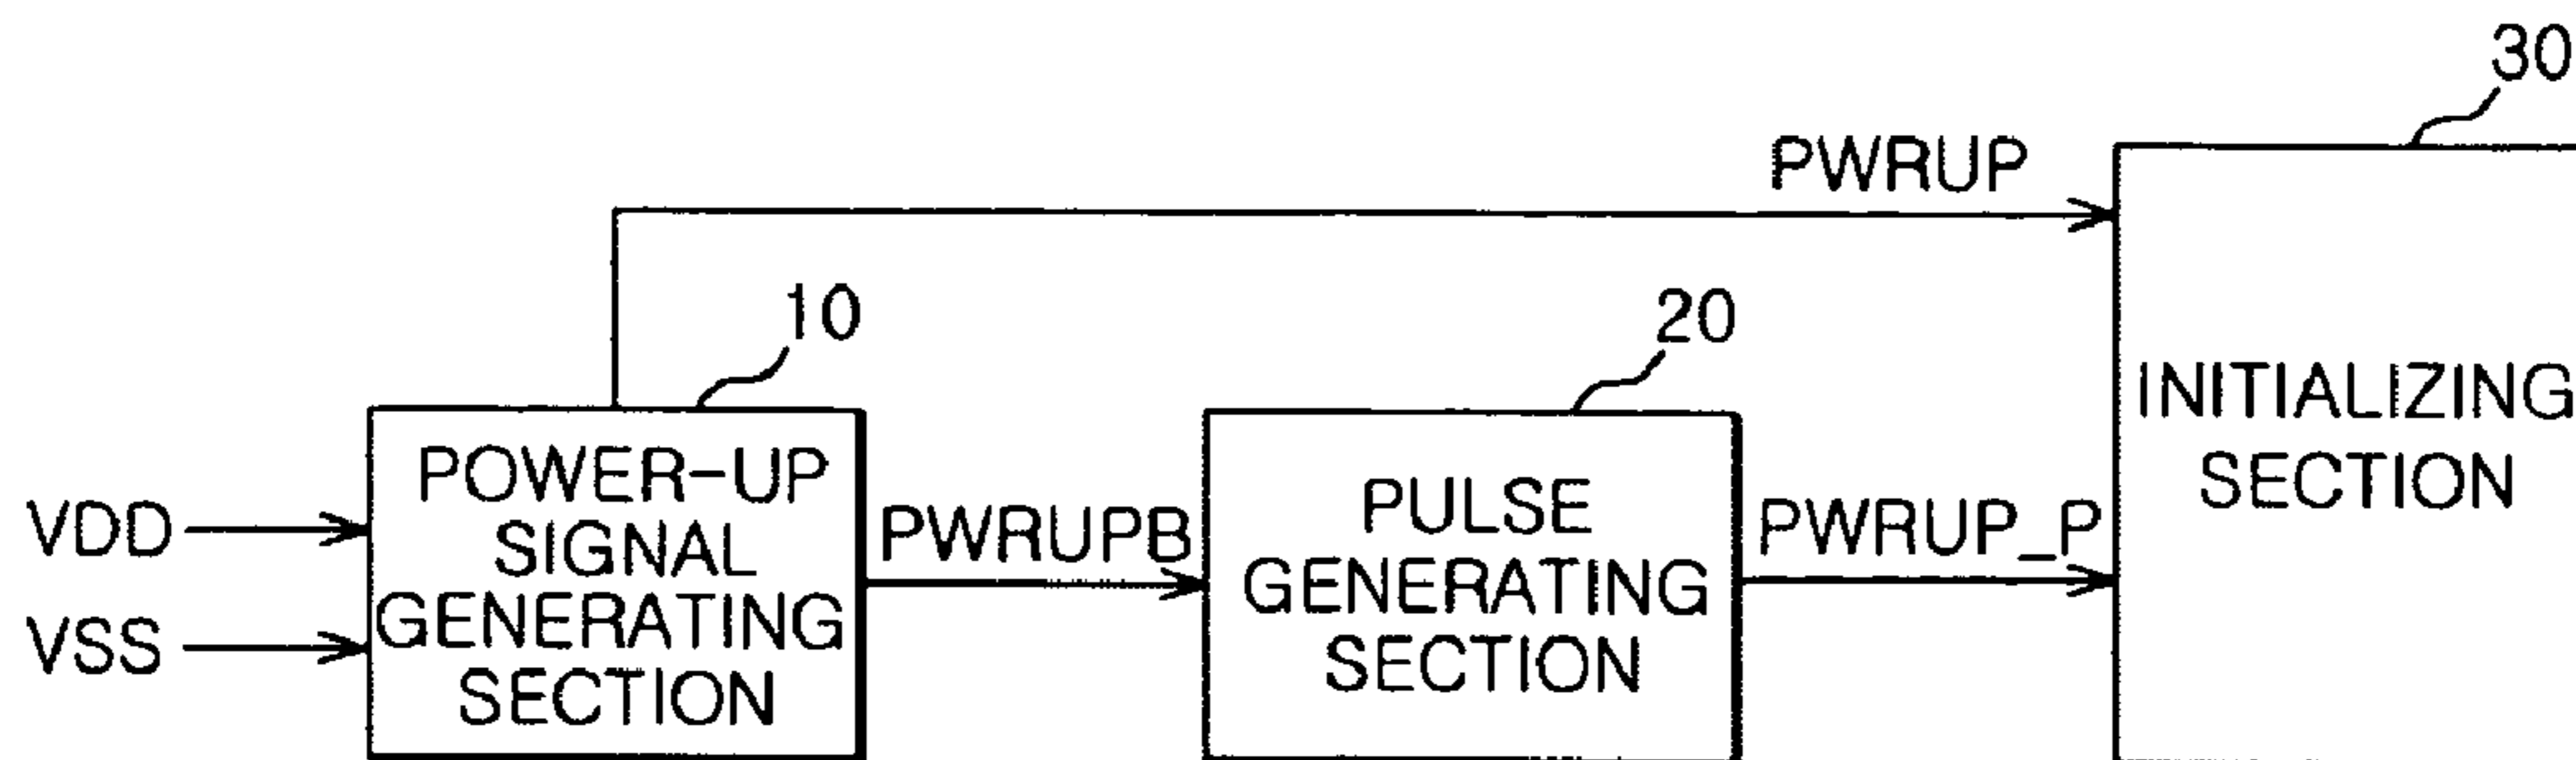 30
PWRUP
10
20
INITIALIZING
SECTION
POWER-UP
SIGNAL
GENERATING
SECTION
PULSE
GENERATING
SECTION
VDD
VSS
PWRUPB
PWRUP_P